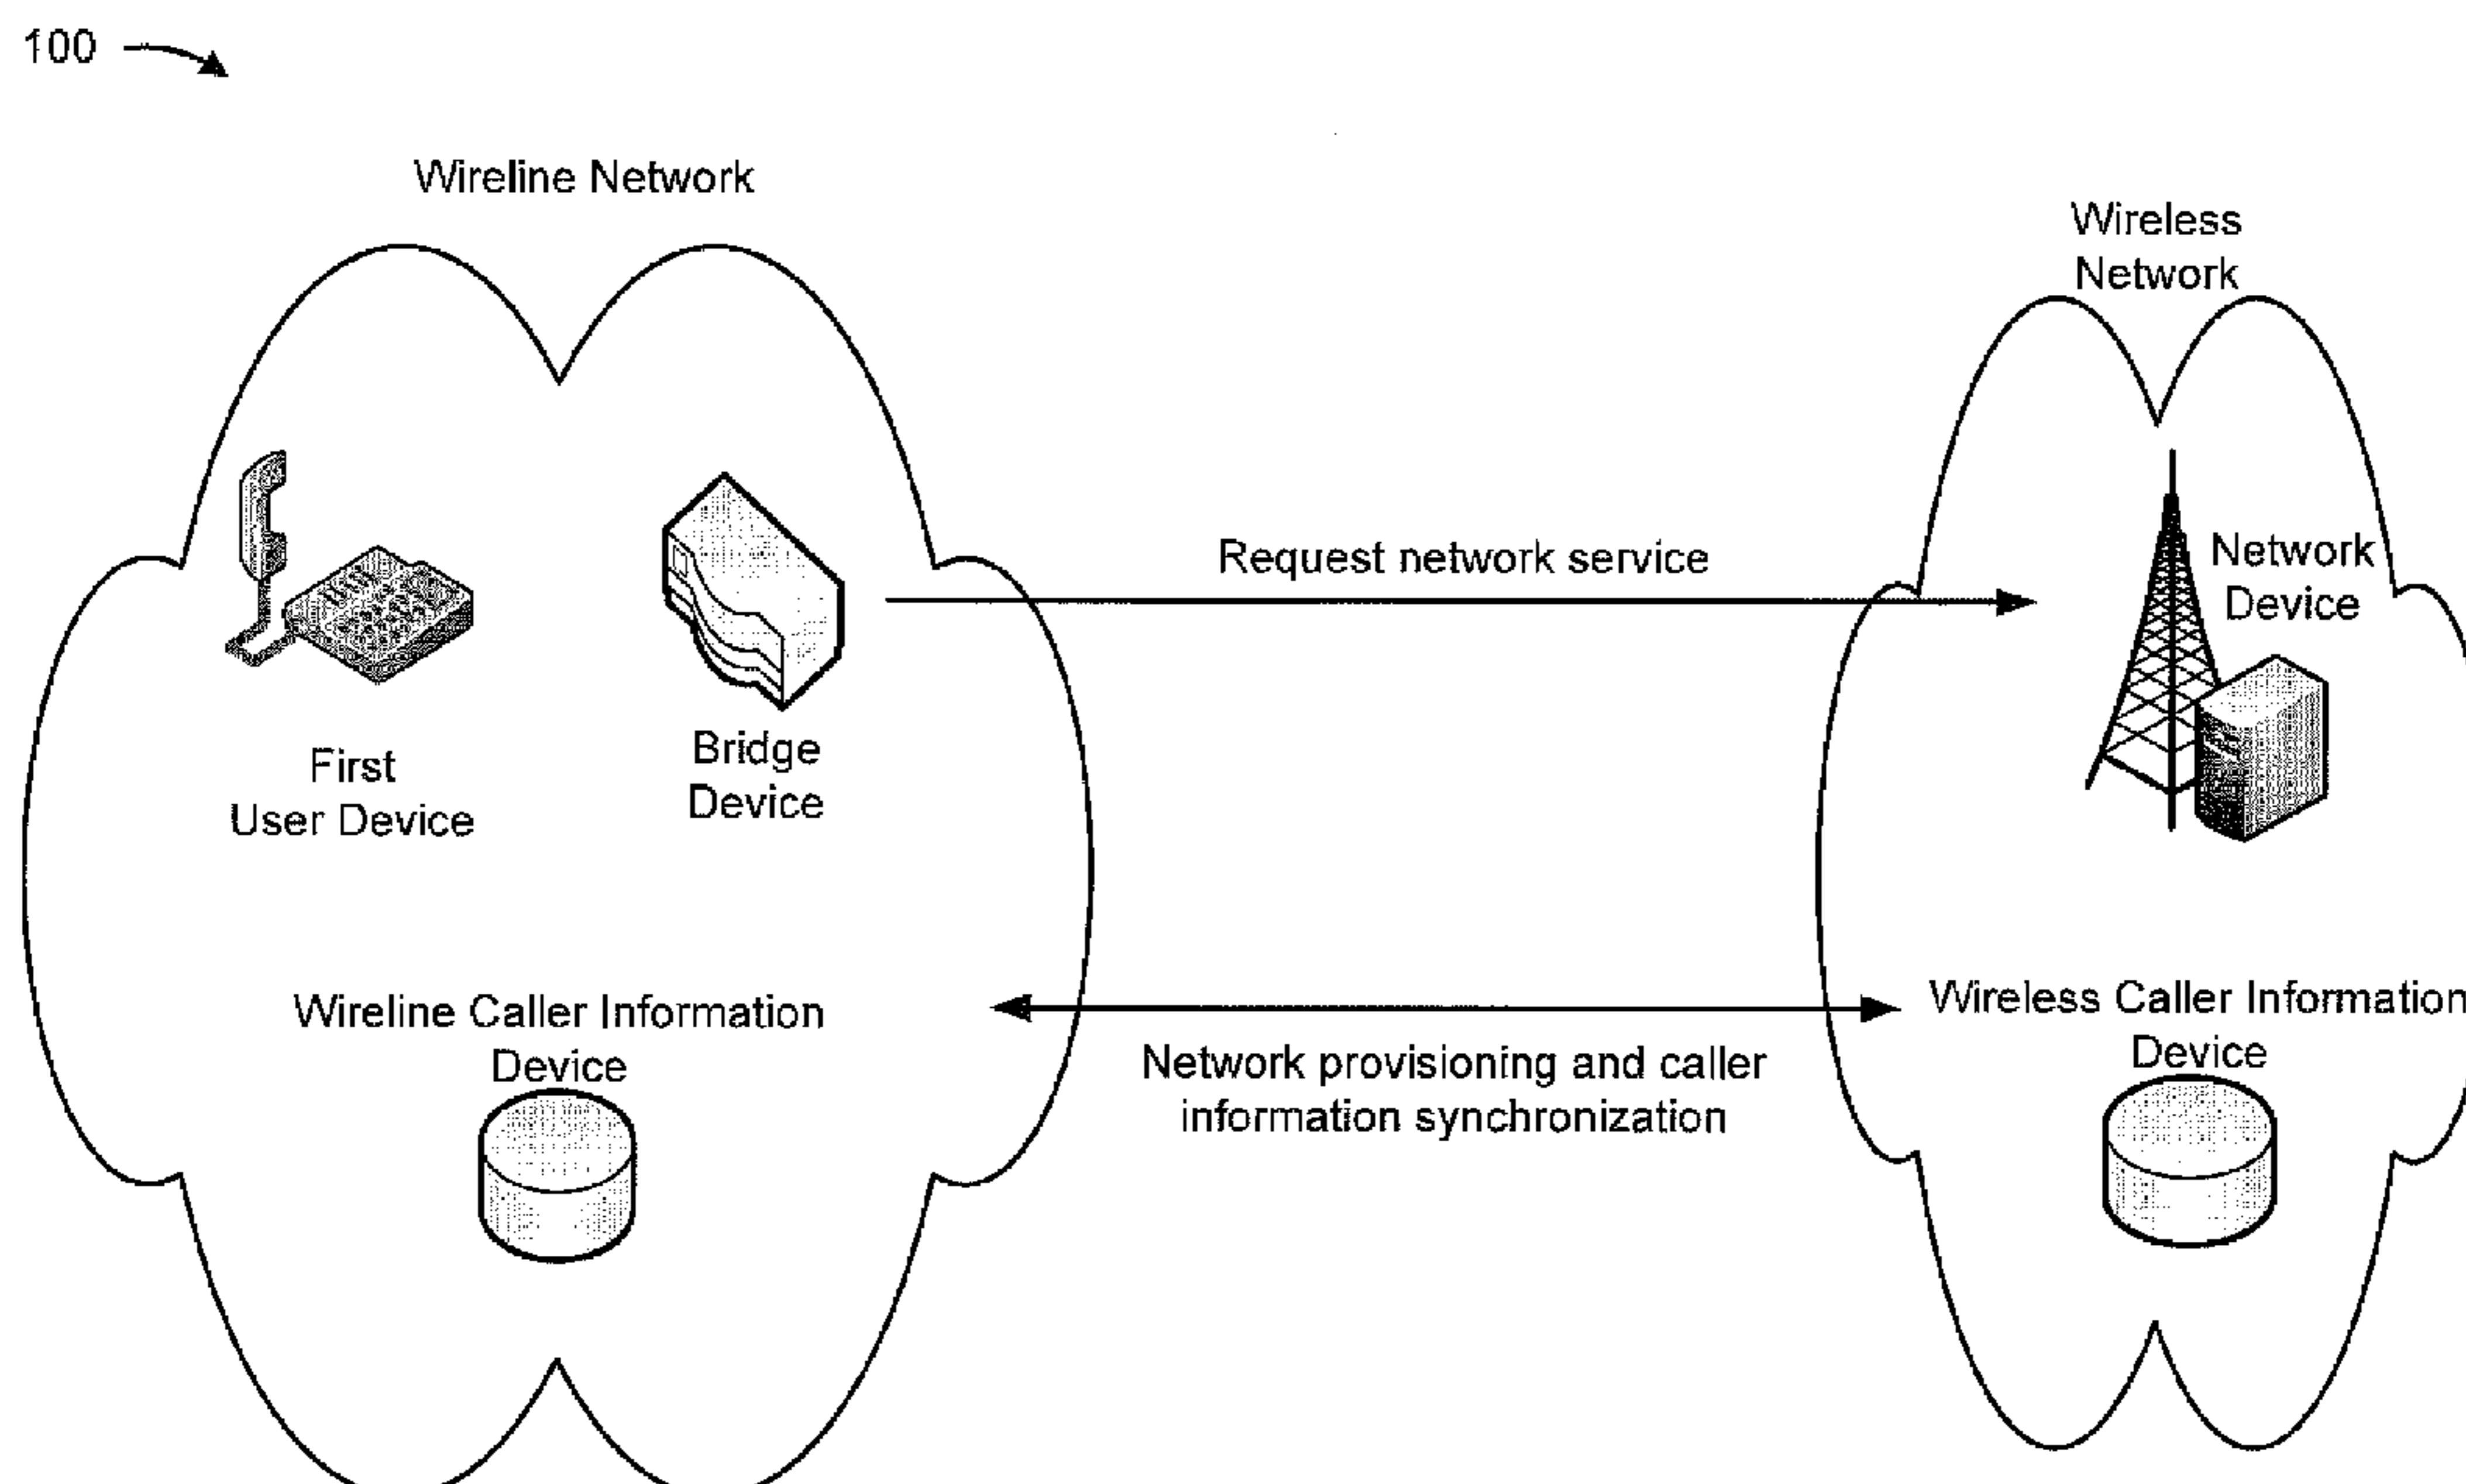 100
Wireline Network
Wireless
Network
Request network service
Network
Device
First
User Device
Bridge
Device
Wireline Caller Information
Device
Network provisioning and caller
information synchronization
Wireless Caller Information
Device